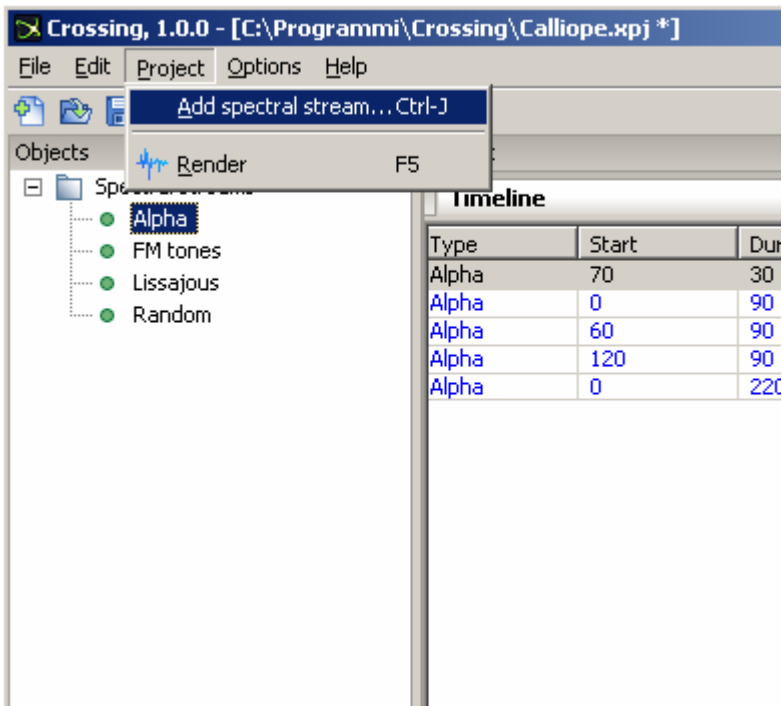 Crossing, 1.0.0 - [C:\Programmi\Crossing\Calliope.xpj *]
File Edit Project Options Help
Add spectral stream... Ctrl-J
Render F5
Objects
Alpha
FM tones
Lissajous
Random
Timeline
Type Start
Alpha 70 30
Alpha 0 90
Alpha 60 90
Alpha 120 90
Alpha 0 220